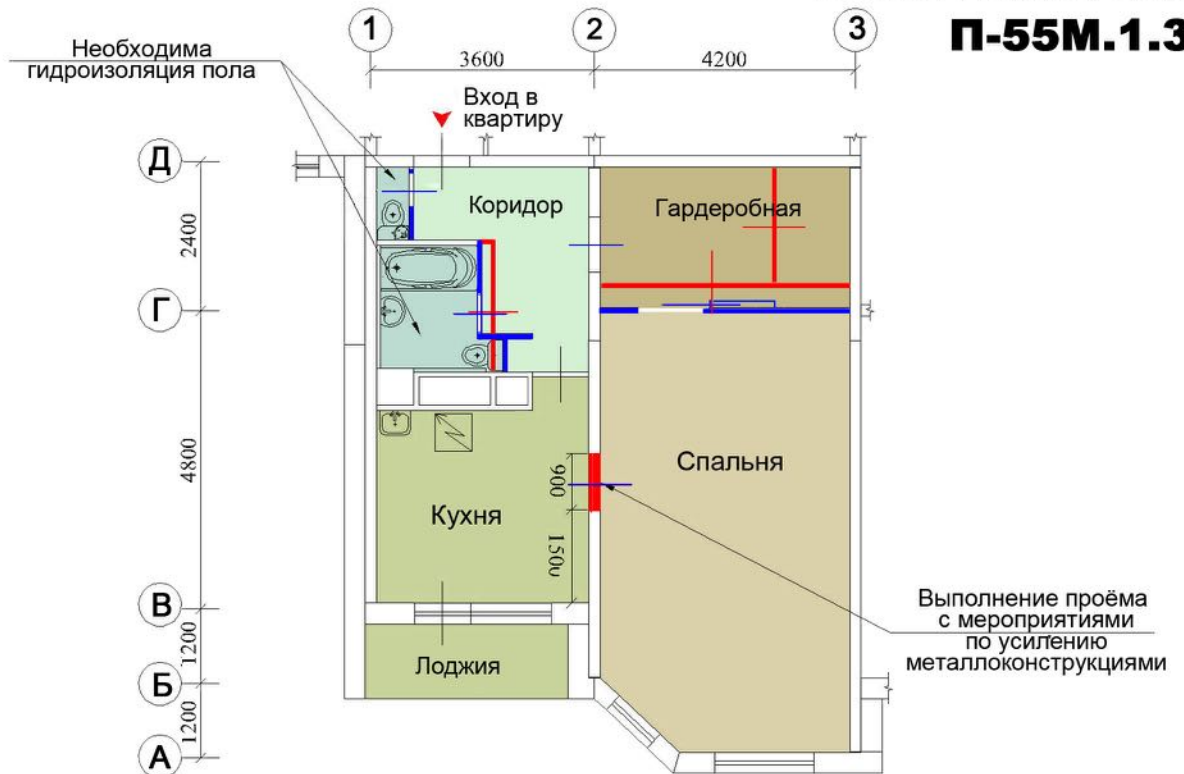 П-55М.1.3
1
2
3
3600
4200
Необходима
гидроизоляция пола
Вход в
квартиру
Д
2400
Коридор
Гардеробная
Г
4800
Спальня
900
Кухня
1500
В
Выполнение проёма
с мероприятиями
по усилению
металлоконструкциями
1200
Лоджия
Б
1200
А